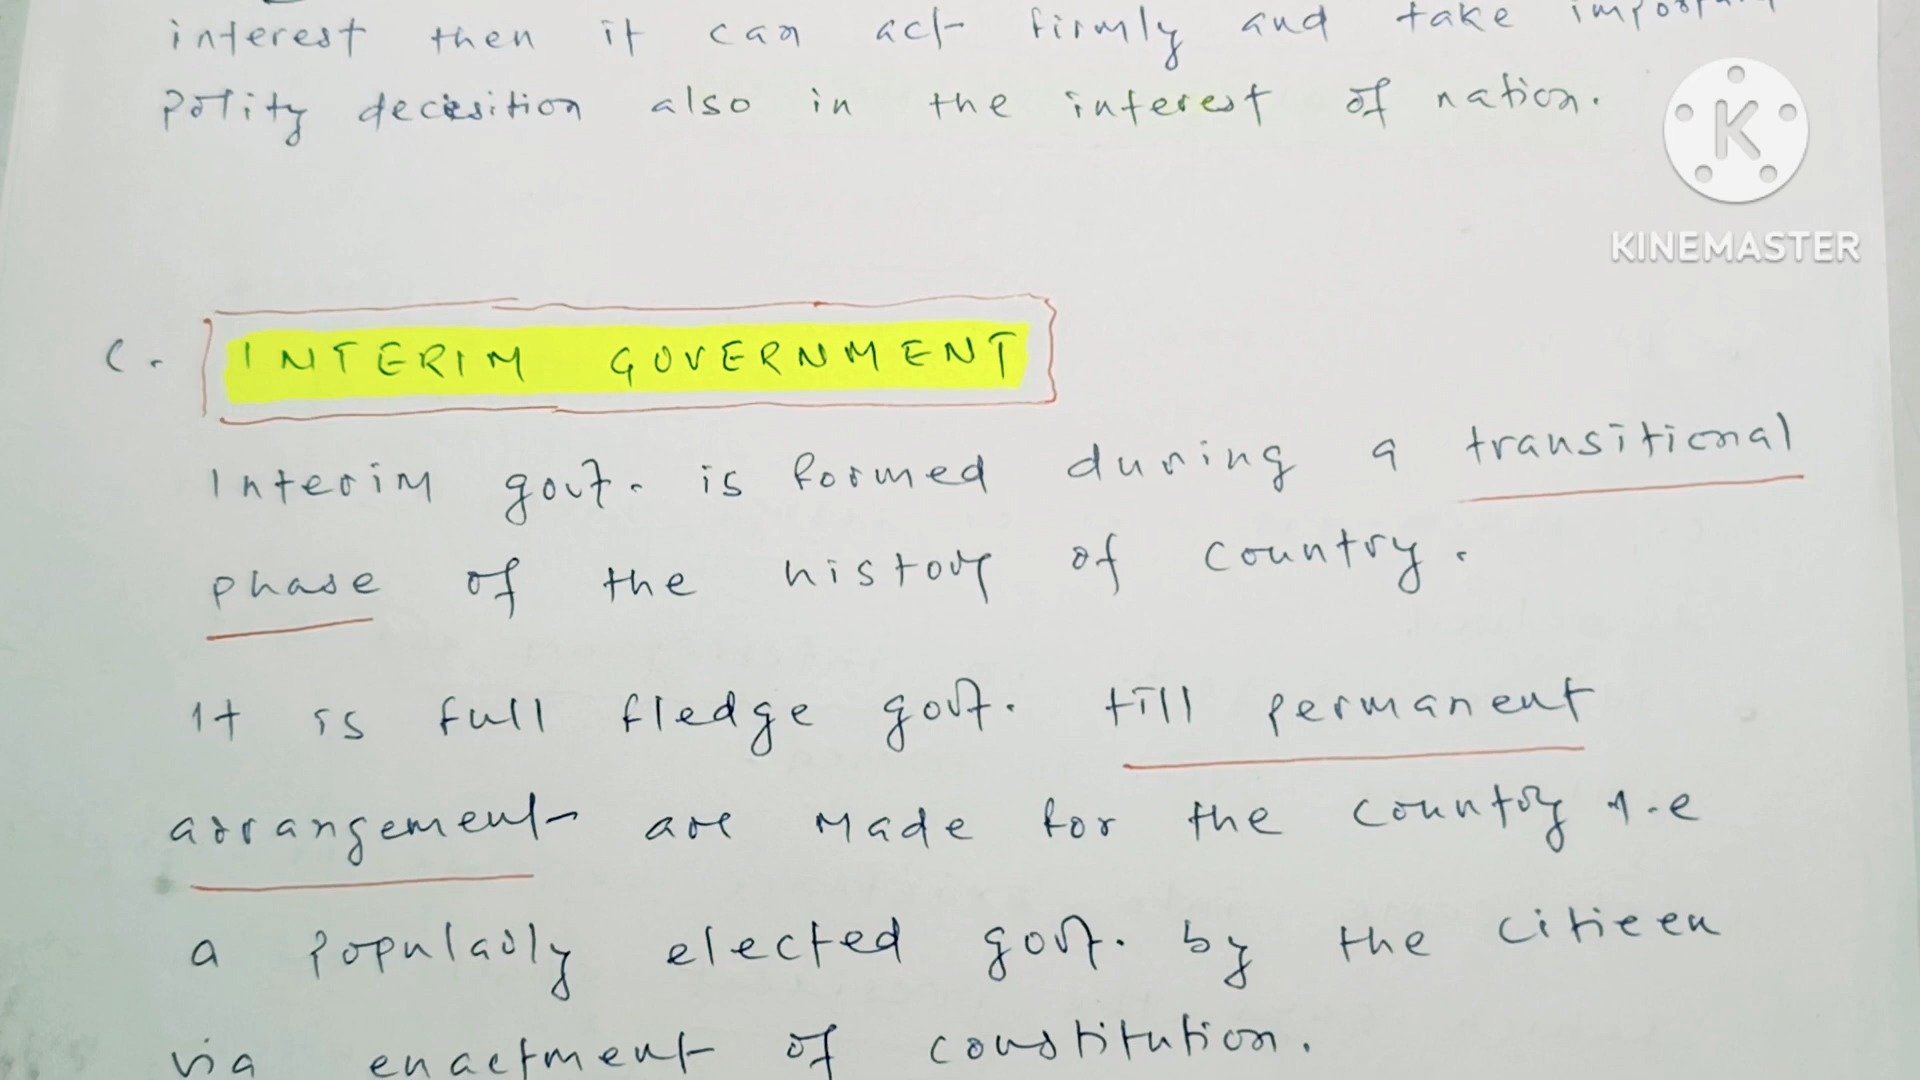 interest then it can act firmly and take important
polity decisition also in the interest of nation.
K
KINEMASTER
C. INTERIM GOVERNMENT
Interim govt. is formed during a transitional
phase of the history of country.
It is full fledge govt. till permanent
arrangement are made for the country i.e
a popularly elected govt. by the citizen
via enactment of constitution.